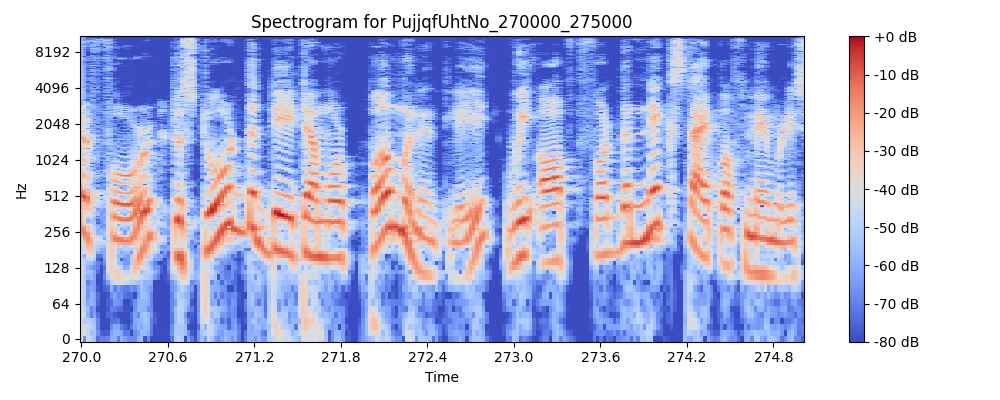 Spectrogram for PujjqfUhtNo_270000_275000
8192
4096
2048
1024
512
256
128
64
0
Hz
270.0 270.6 271.2 271.8 272.4 273.0 273.6 274.2 274.8
Time
+0 dB
-10 dB
-20 dB
-30 dB
-40 dB
-50 dB
-60 dB
-70 dB
-80 dB